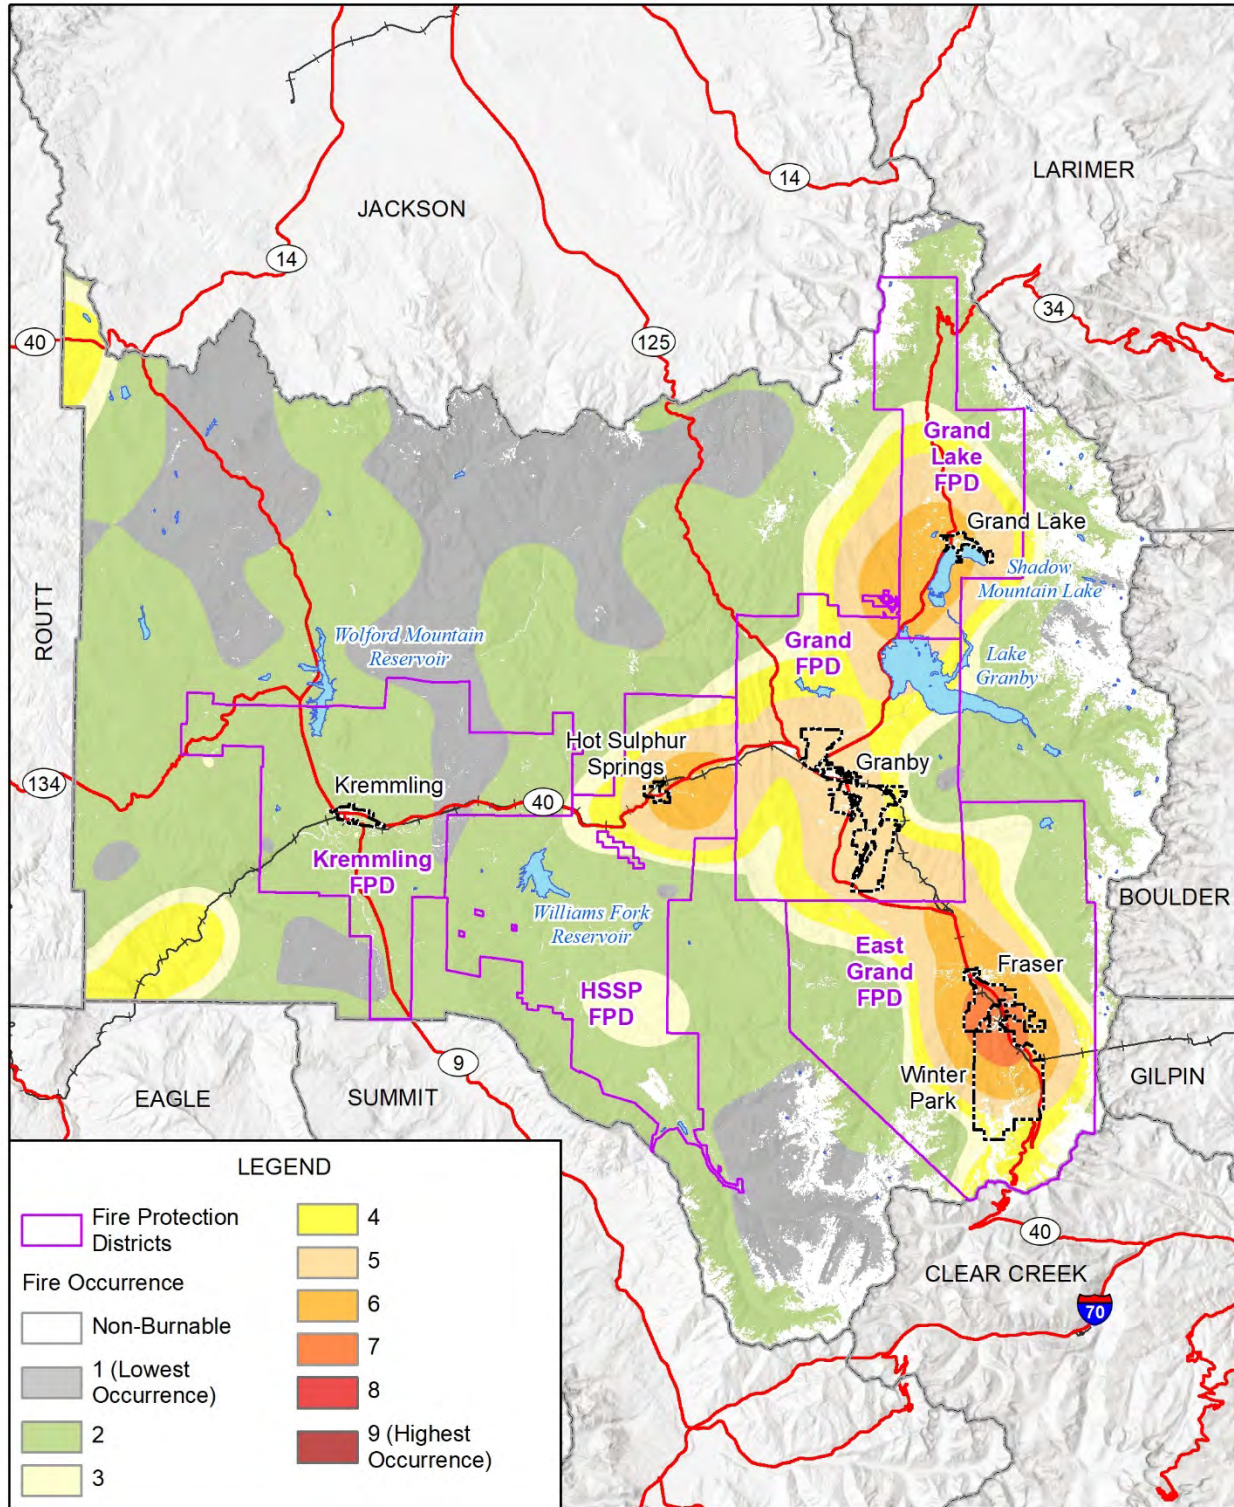 LARIMER
14
JACKSON
14
34
40
125
Grand
Lake
FPD
Grand Lake
Shadow
Mountain Lake
ROUTT
Wolford Mountain
Reservoir
Grand
FPD
Lake
Granby
Hot Sulphur
Springs
134
Kremmling
40
Granby
Kremmling
FPD
BOULDER
Williams Fork
Reservoir
East
Grand
FPD
Fraser
HSSP
FPD
9
Winter
Park
GILPIN
EAGLE
SUMMIT
40
CLEAR CREEK
70
LEGEND
Fire Protection
Districts
Fire Occurrence
Non-Burnable
1 (Lowest
Occurrence)
2
3
4
5
6
7
8
9 (Highest
Occurrence)